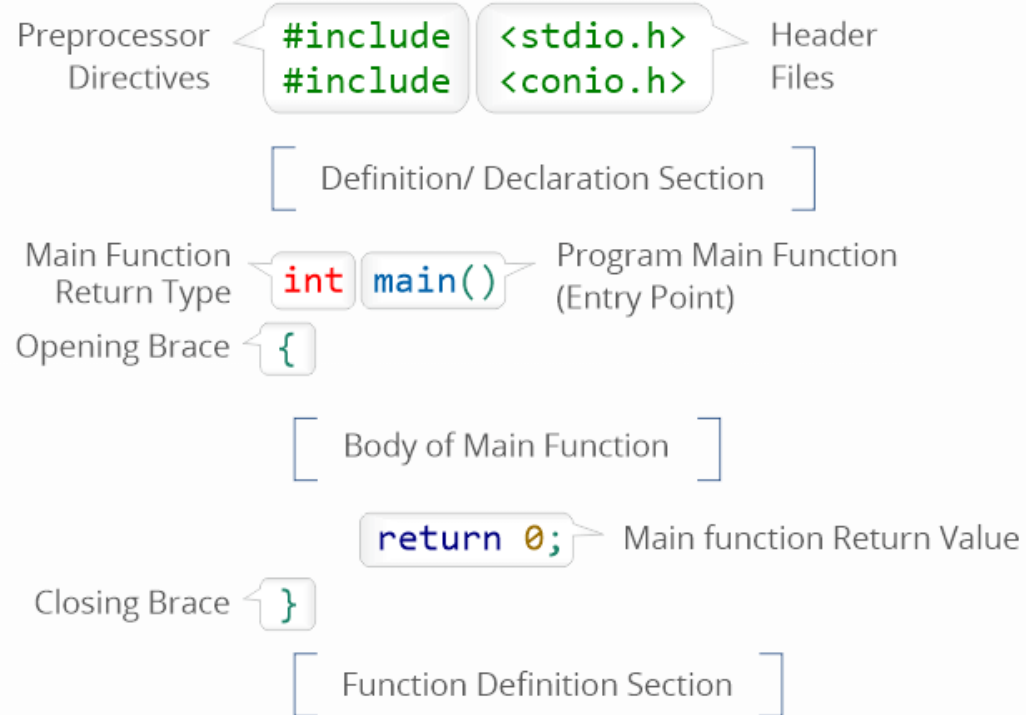 Preprocessor Directives #include <stdio.h> Header Files
#include <conio.h>
Definition/ Declaration Section
Main Function Return Type int main() Program Main Function (Entry Point)
Opening Brace {
Body of Main Function
return 0; Main function Return Value
Closing Brace }
Function Definition Section